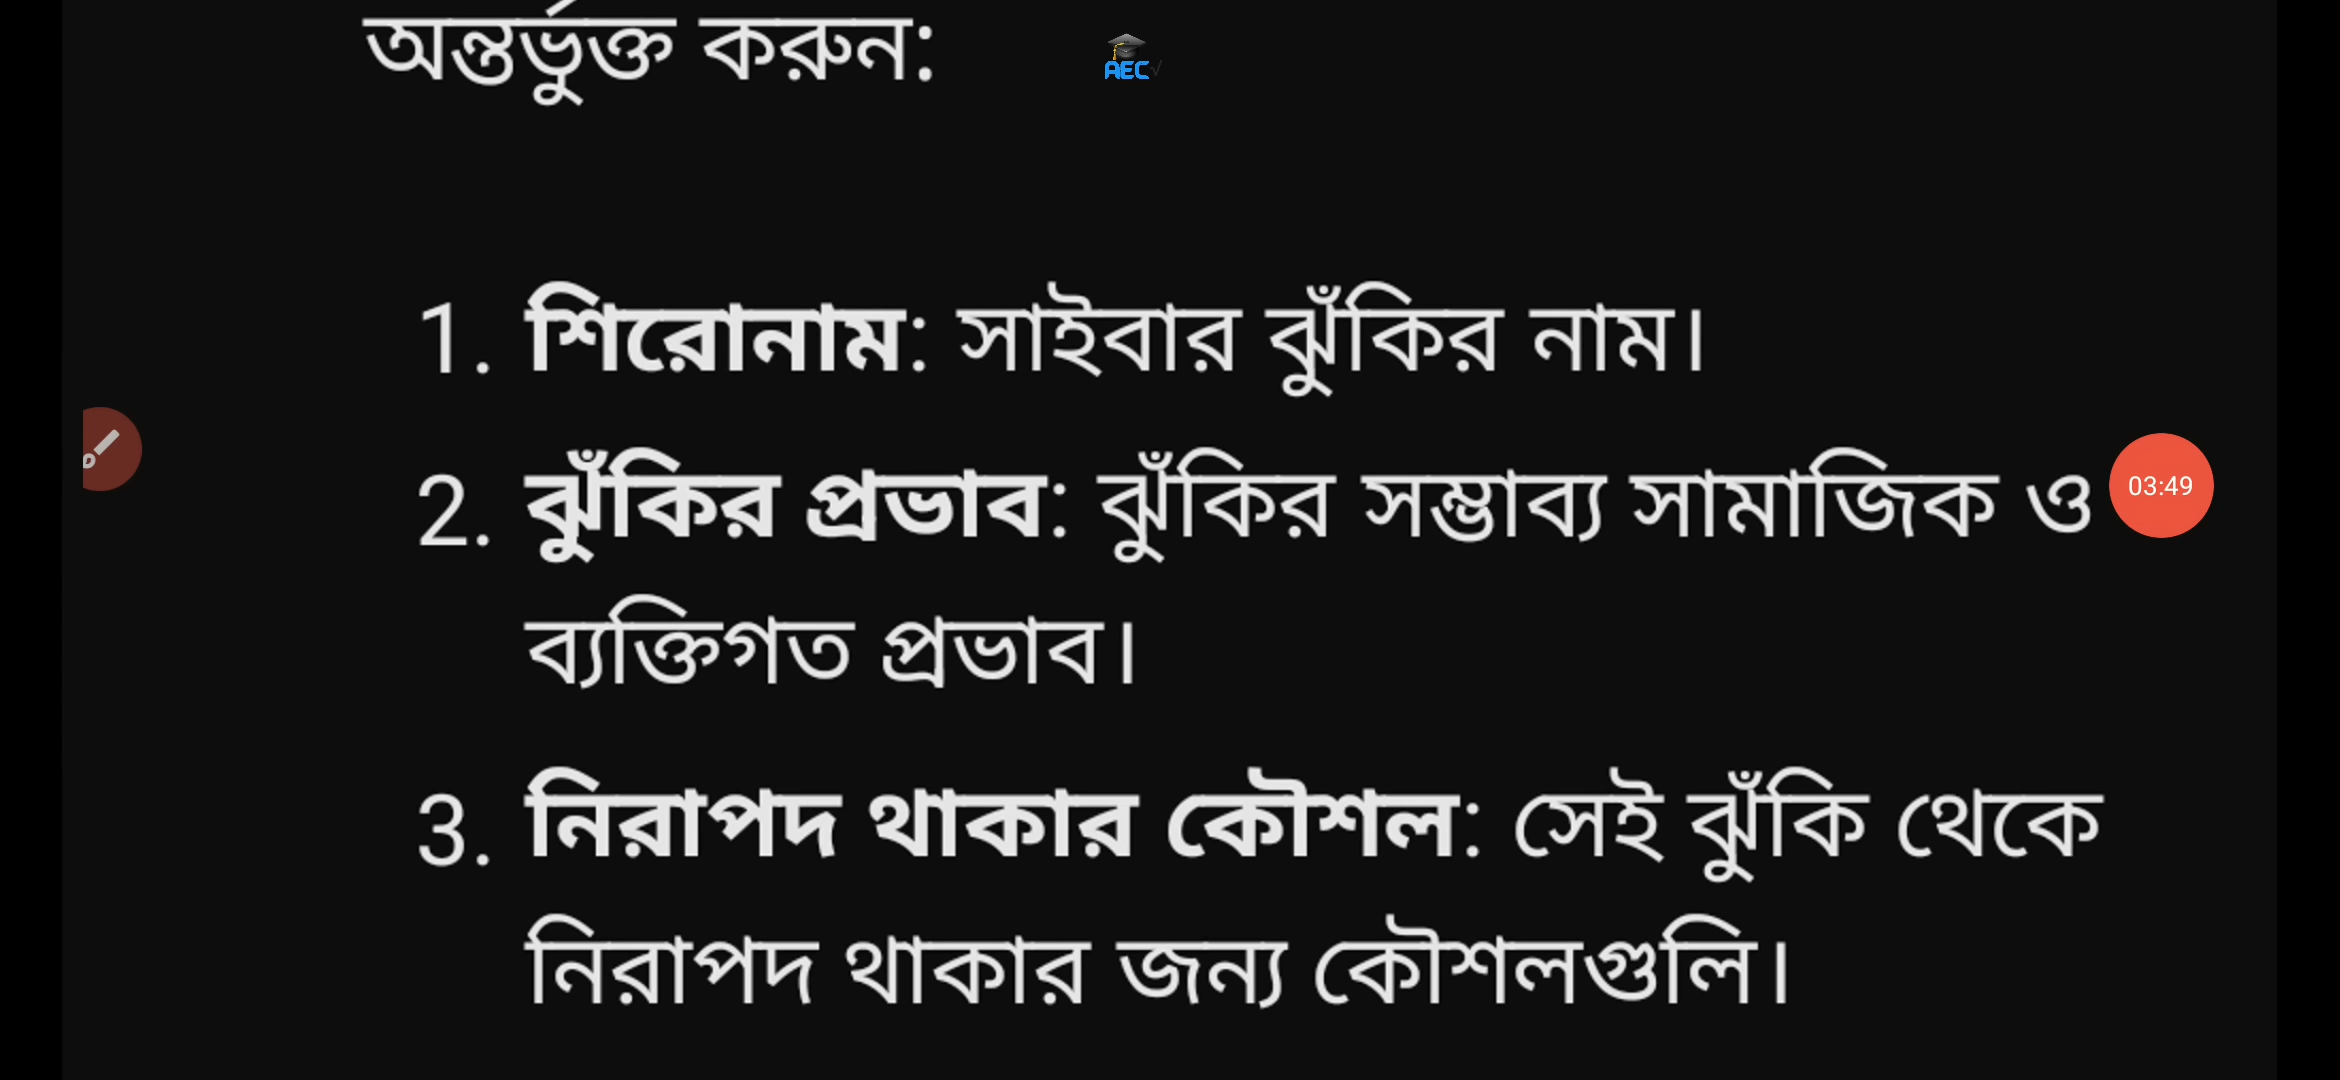 অন্তর্ভুক্ত করুন:
AEC
1. শিরোনাম: সাইবার ঝুঁকির নাম।
2. ঝুঁকির প্রভাব: ঝুঁকির সম্ভাব্য সামাজিক ও
03:49
ব্যক্তিগত প্রভাব।
3. নিরাপদ থাকার কৌশল: সেই ঝুঁকি থেকে
নিরাপদ থাকার জন্য কৌশলগুলি।